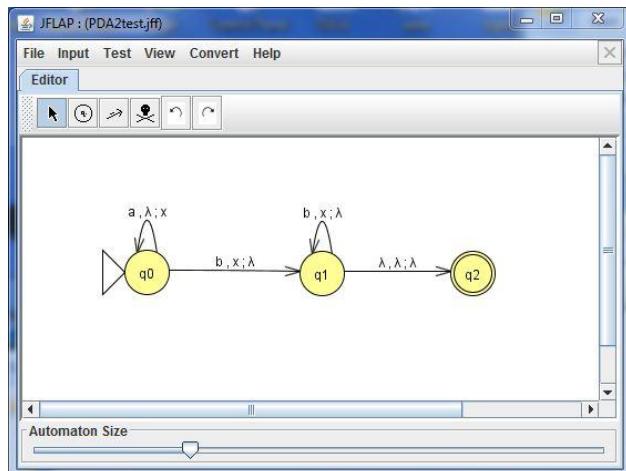 JFLAP : (PDA2test.jff)
File Input Test View Convert Help
Editor
a , λ ; x
b , x ; λ
q0
b , x ; λ
q1
λ , λ ; λ
q2
Automaton Size